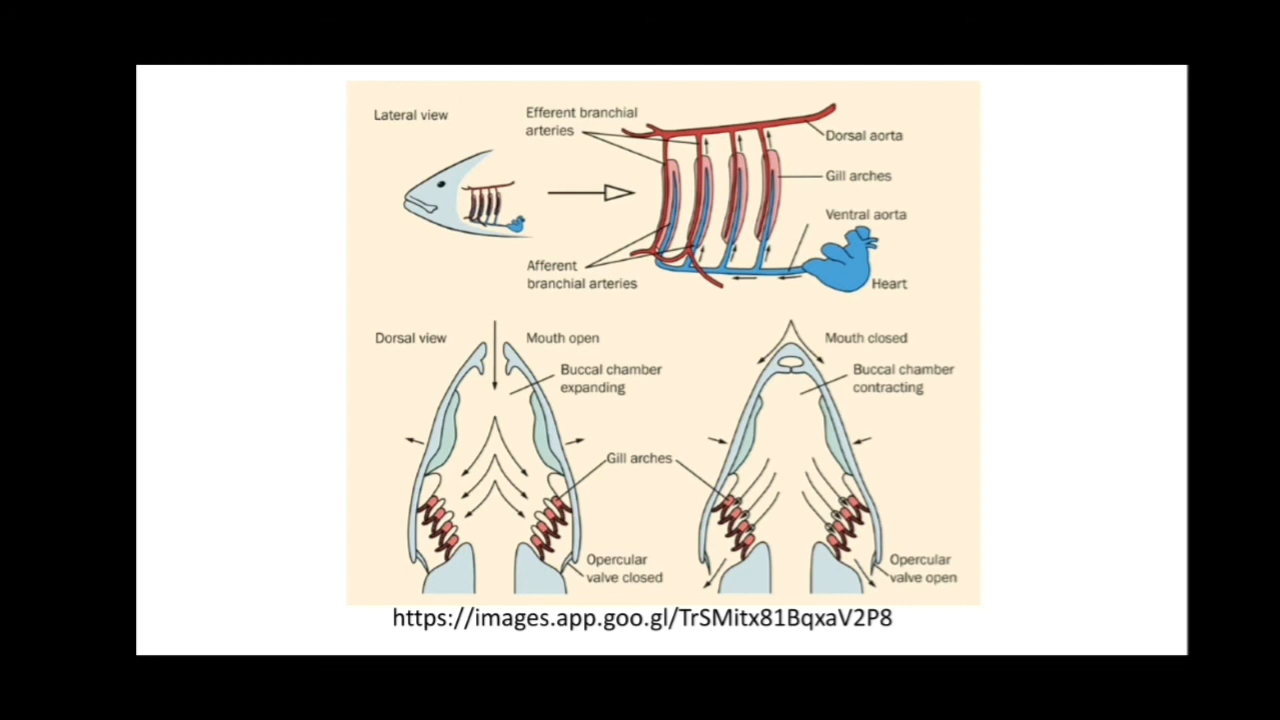 Lateral view
Efferent branchial
arteries
Dorsal aorta
Gill arches
Ventral aorta
Afferent
branchial arteries
Heart
Dorsal view
Mouth open
Buccal chamber
expanding
Mouth closed
Buccal chamber
contracting
Gill arches
Opercular
valve closed
Opercular
valve open
https://images.app.goo.gl/TrSMitx81BqxaV2P8